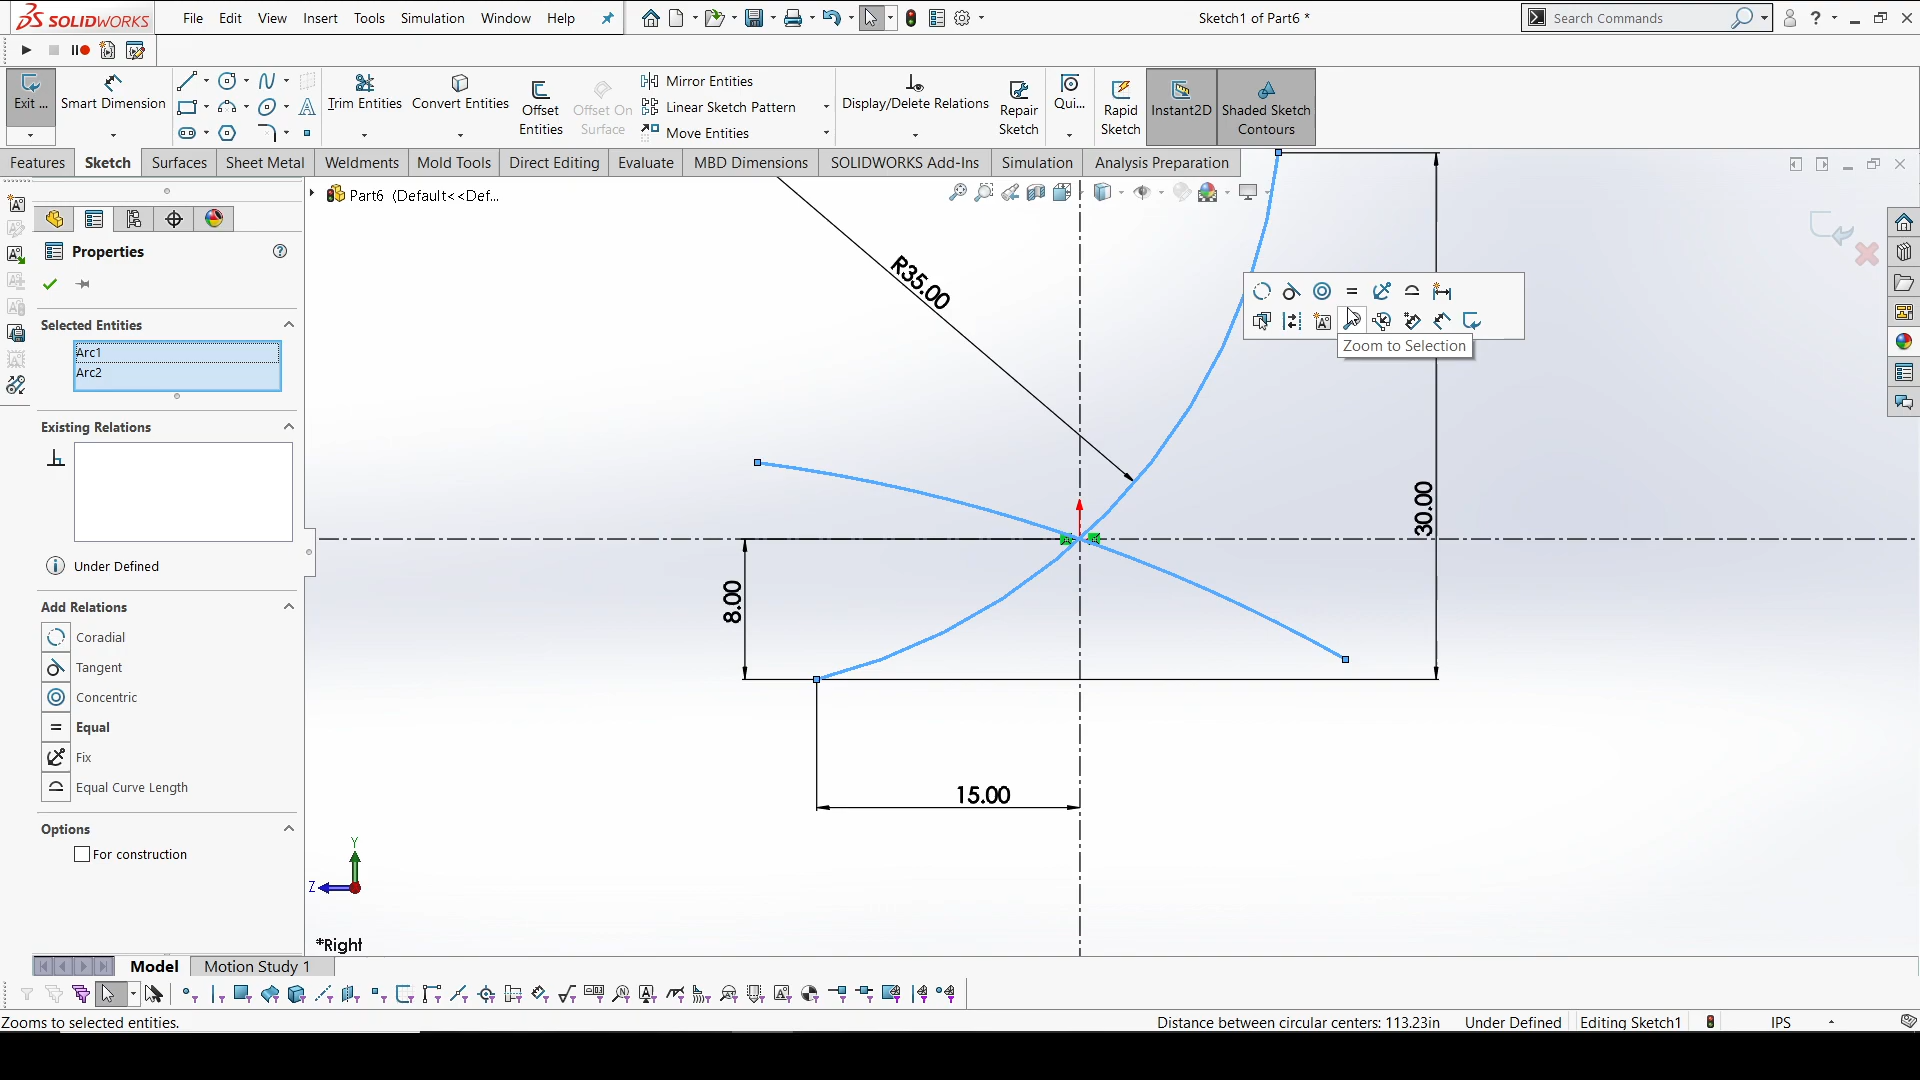 SOLIDWORKS
File Edit View Insert Tools Simulation Window Help
Sketch1 of Part6 *
Search Commands
Exit ...
Smart Dimension
Trim Entities
Convert Entities
Offset Entities
Offset On Surface
Mirror Entities
Linear Sketch Pattern
Move Entities
Display/Delete Relations
Repair Sketch
Qui...
Rapid Sketch
Instant2D
Shaded Sketch Contours
Features Sketch Surfaces Sheet Metal Weldments Mold Tools Direct Editing Evaluate MBD Dimensions SOLIDWORKS Add-Ins Simulation Analysis Preparation
Part6 (Default<<Def...
Properties
Selected Entities
Arc1
Arc2
Existing Relations
Under Defined
Add Relations
Coradial
Tangent
Concentric
Equal
Fix
Equal Curve Length
Options
For construction
R35.00
Zoom to Selection
30.00
8.00
15.00
Y
Z
*Right
Model Motion Study 1
Zooms to selected entities.
Distance between circular centers: 113.23in Under Defined Editing Sketch1 IPS